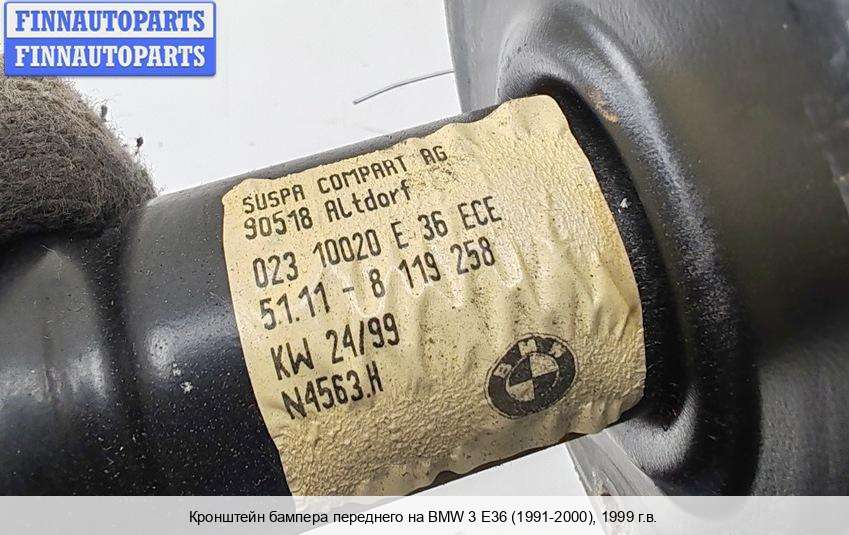 FINNAUTOPARTS
FINNAUTOPARTS
SUSPA COMPART AG
90518 ALtdorf
023 10020 E 36 ECE
51.11 - 8 119 258
KW 24/99
N4563.H
BMW
Кронштейн бампера переднего на BMW 3 E36 (1991-2000), 1999 г.в.